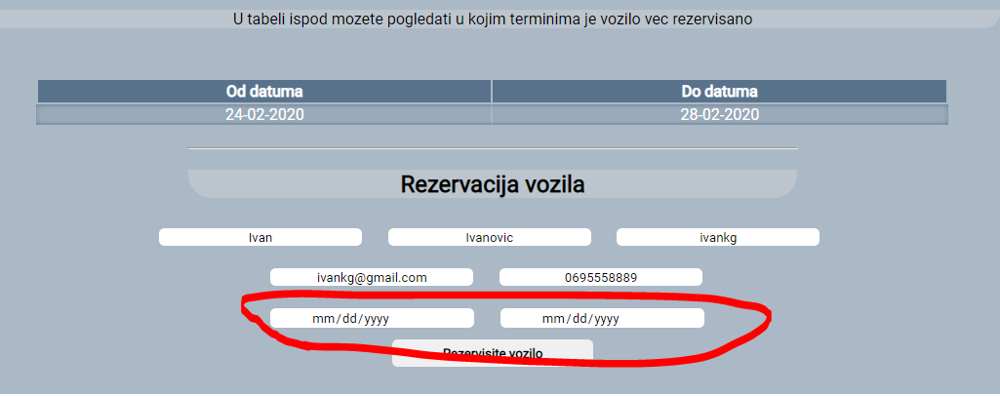 U tabeli ispod mozete pogledati u kojim terminima je vozilo vec rezervisano
Od datuma Do datuma
24-02-2020 28-02-2020
Rezervacija vozila
Ivan Ivanovic ivankg
ivankg@gmail.com 0695558889
mm/dd/yyyy mm/dd/yyyy
Rezervisite vozilo